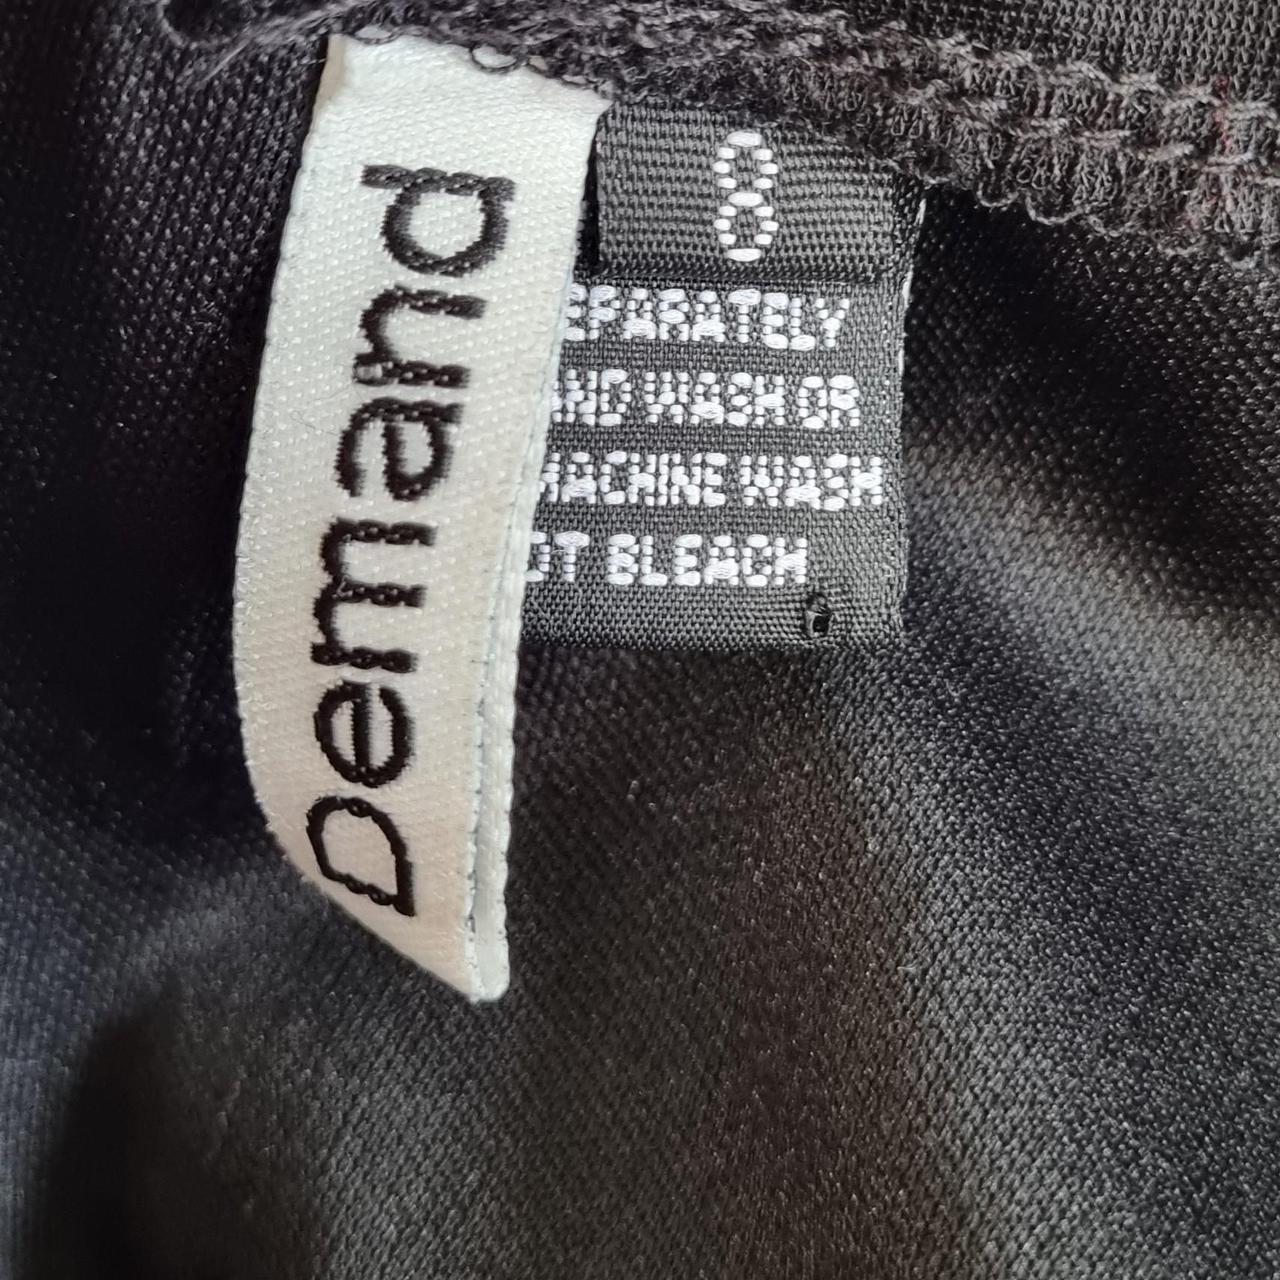 Demand
8
EPARATELY
AND WASH OR
MACHINE WASH
OT BLEACH